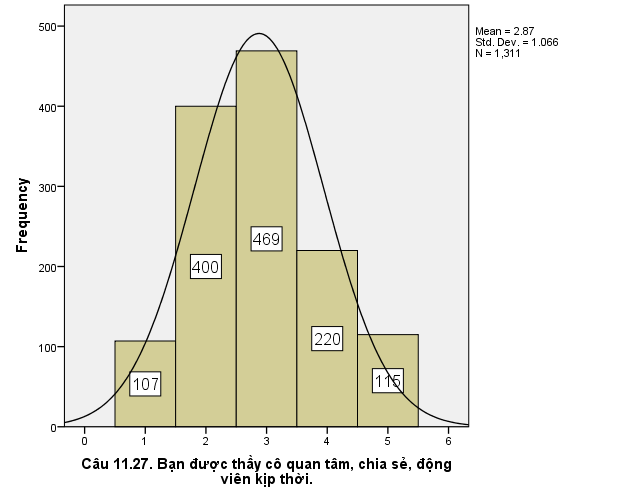 Mean = 2.87
Std. Dev. = 1.066
N = 1,311
Frequency
500
400
300
200
100
0
107
400
469
220
115
0 1 2 3 4 5 6
Câu 11.27. Bạn được thầy cô quan tâm, chia sẻ, động
viên kịp thời.